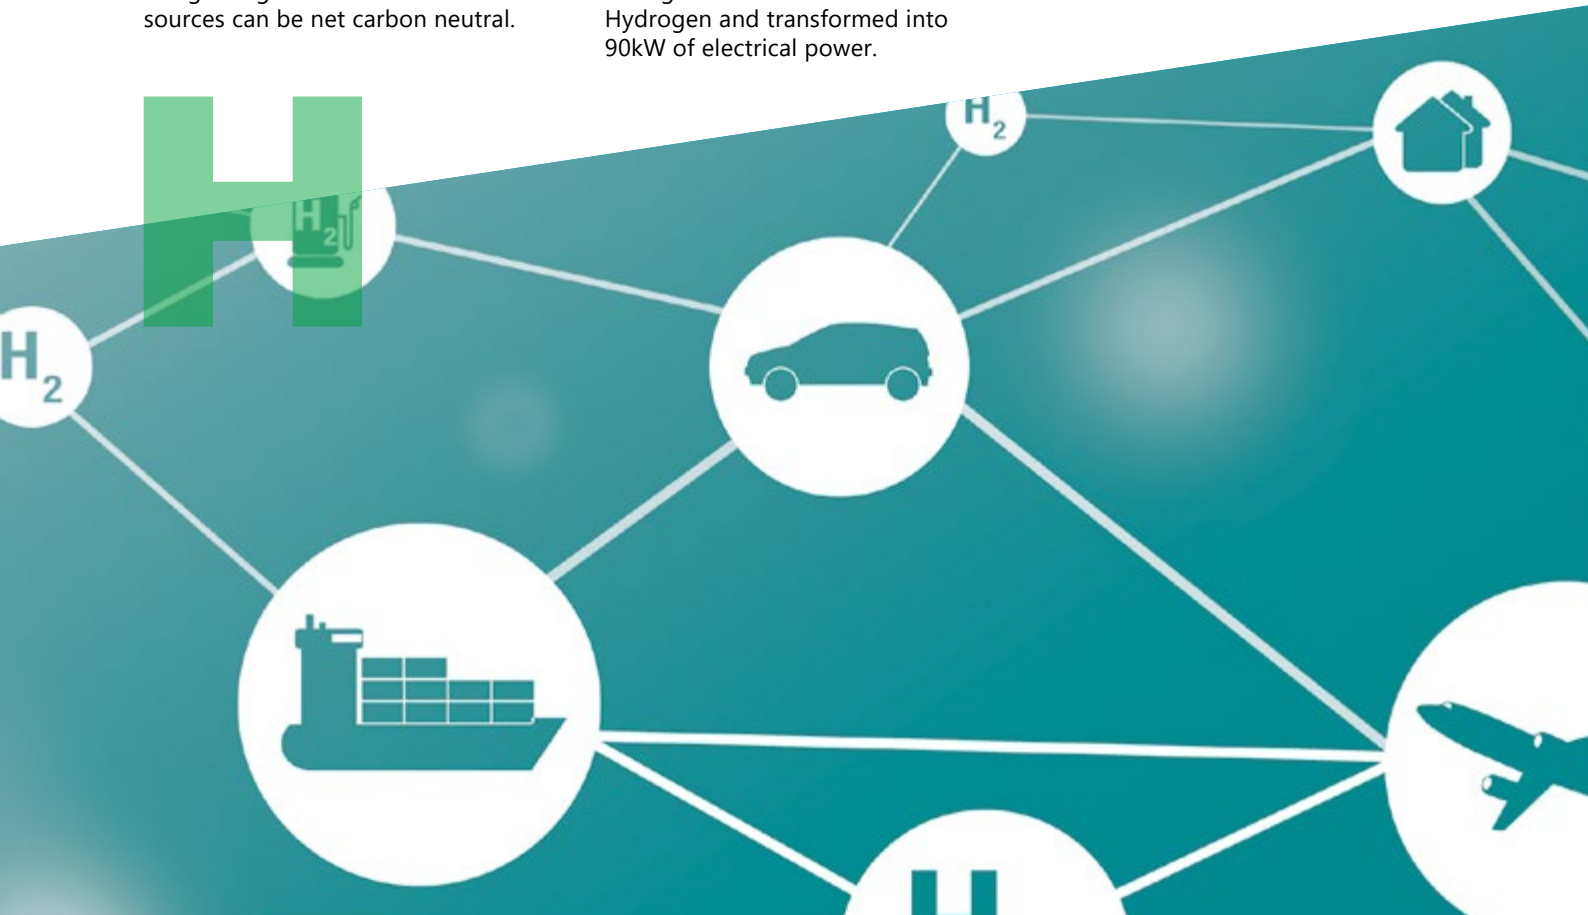 sources can be net carbon neutral.
Hydrogen and transformed into
90kW of electrical power.
H
H2
H2
H2
H